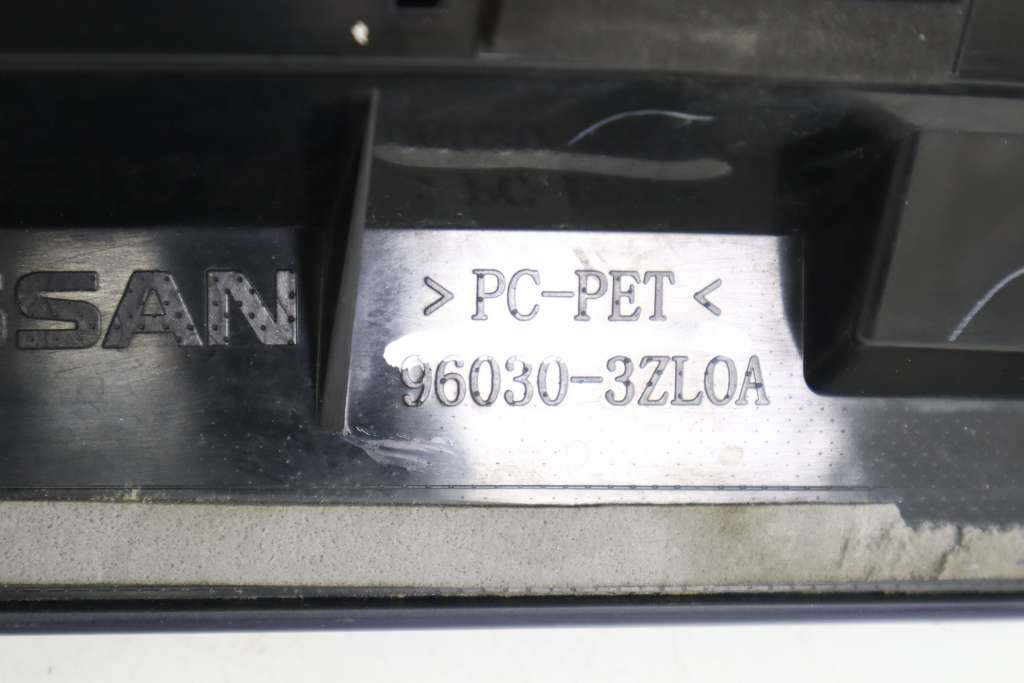 SSAN
>PC-PET<
96030-3ZL0A